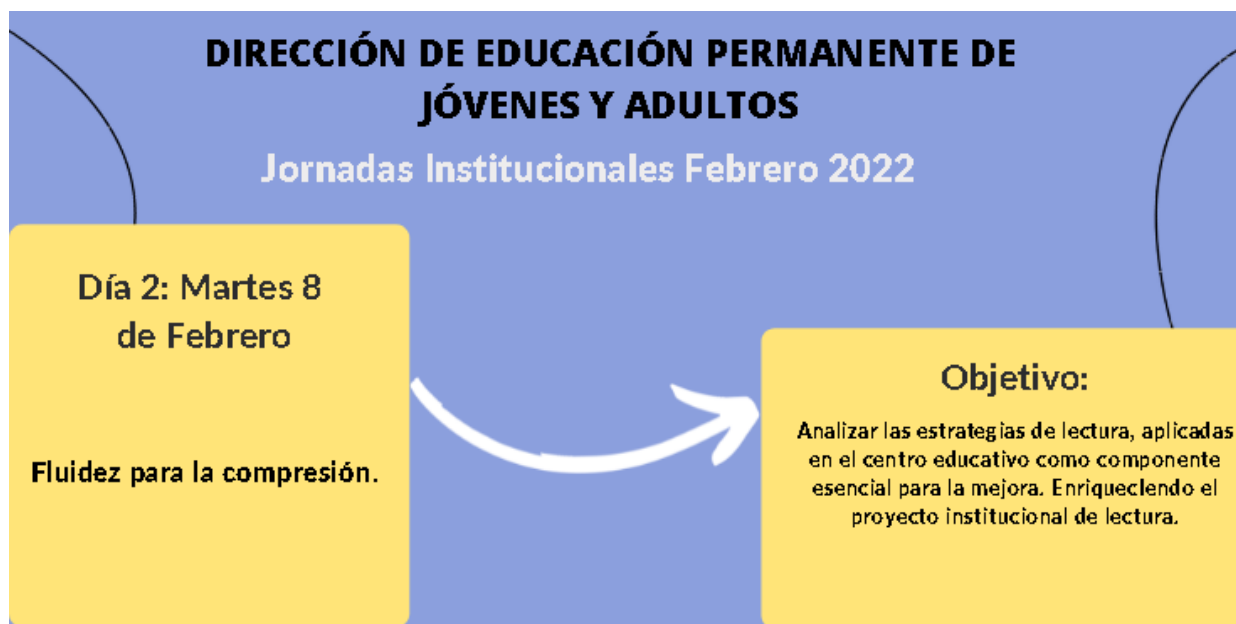 DIRECCIÓN DE EDUCACIÓN PERMANENTE DE
JÓVENES Y ADULTOS
Jornadas Institucionales Febrero 2022
Día 2: Martes 8
de Febrero
Fluidez para la compresión.
Objetivo:
Analizar las estrategias de lectura, aplicadas
en el centro educativo como componente
esencial para la mejora. Enriqueciendo el
proyecto institucional de lectura.